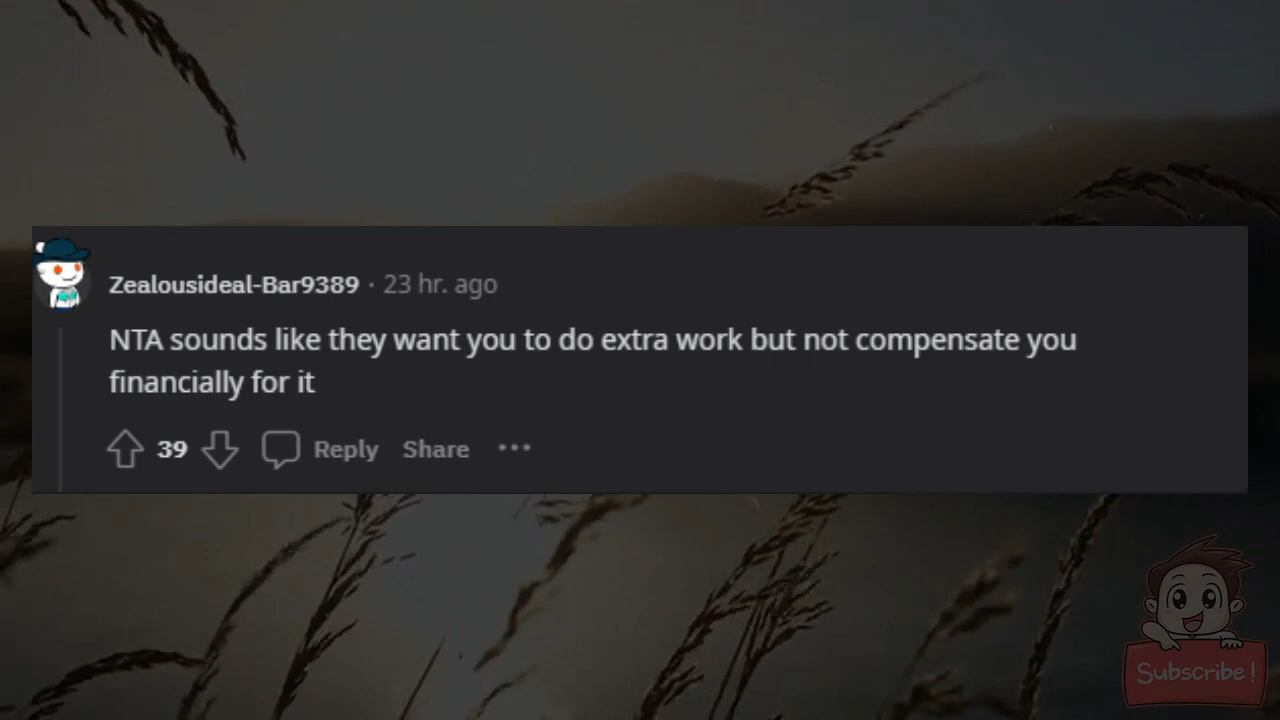 Zealousideal-Bar9389 · 23 hr. ago
NTA sounds like they want you to do extra work but not compensate you
financially for it
39 Reply Share ···
Subscribe!